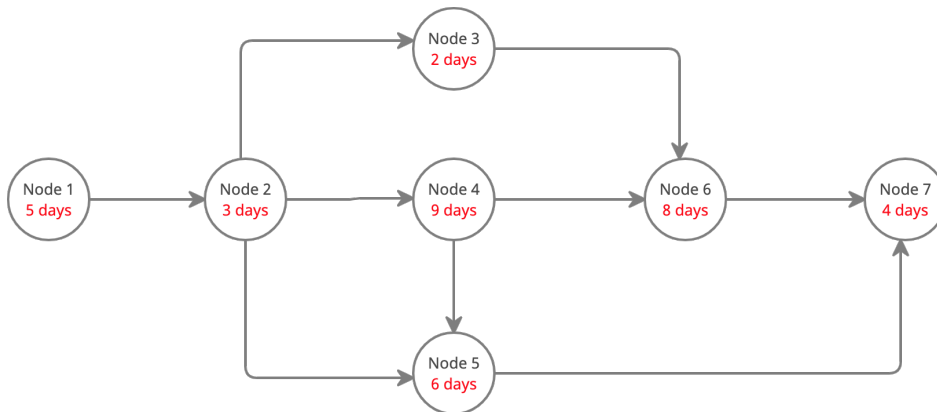 Node 3
2 days
Node 1
5 days
Node 2
3 days
Node 4
9 days
Node 6
8 days
Node 7
4 days
Node 5
6 days